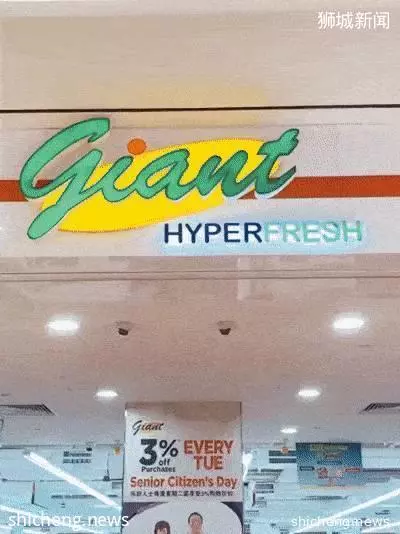 狮城新闻
Giant
HYPERFRESH
Giant
3% off Purchases
EVERY TUE
Senior Citizen's Day
shicheng.news
shicheng.news